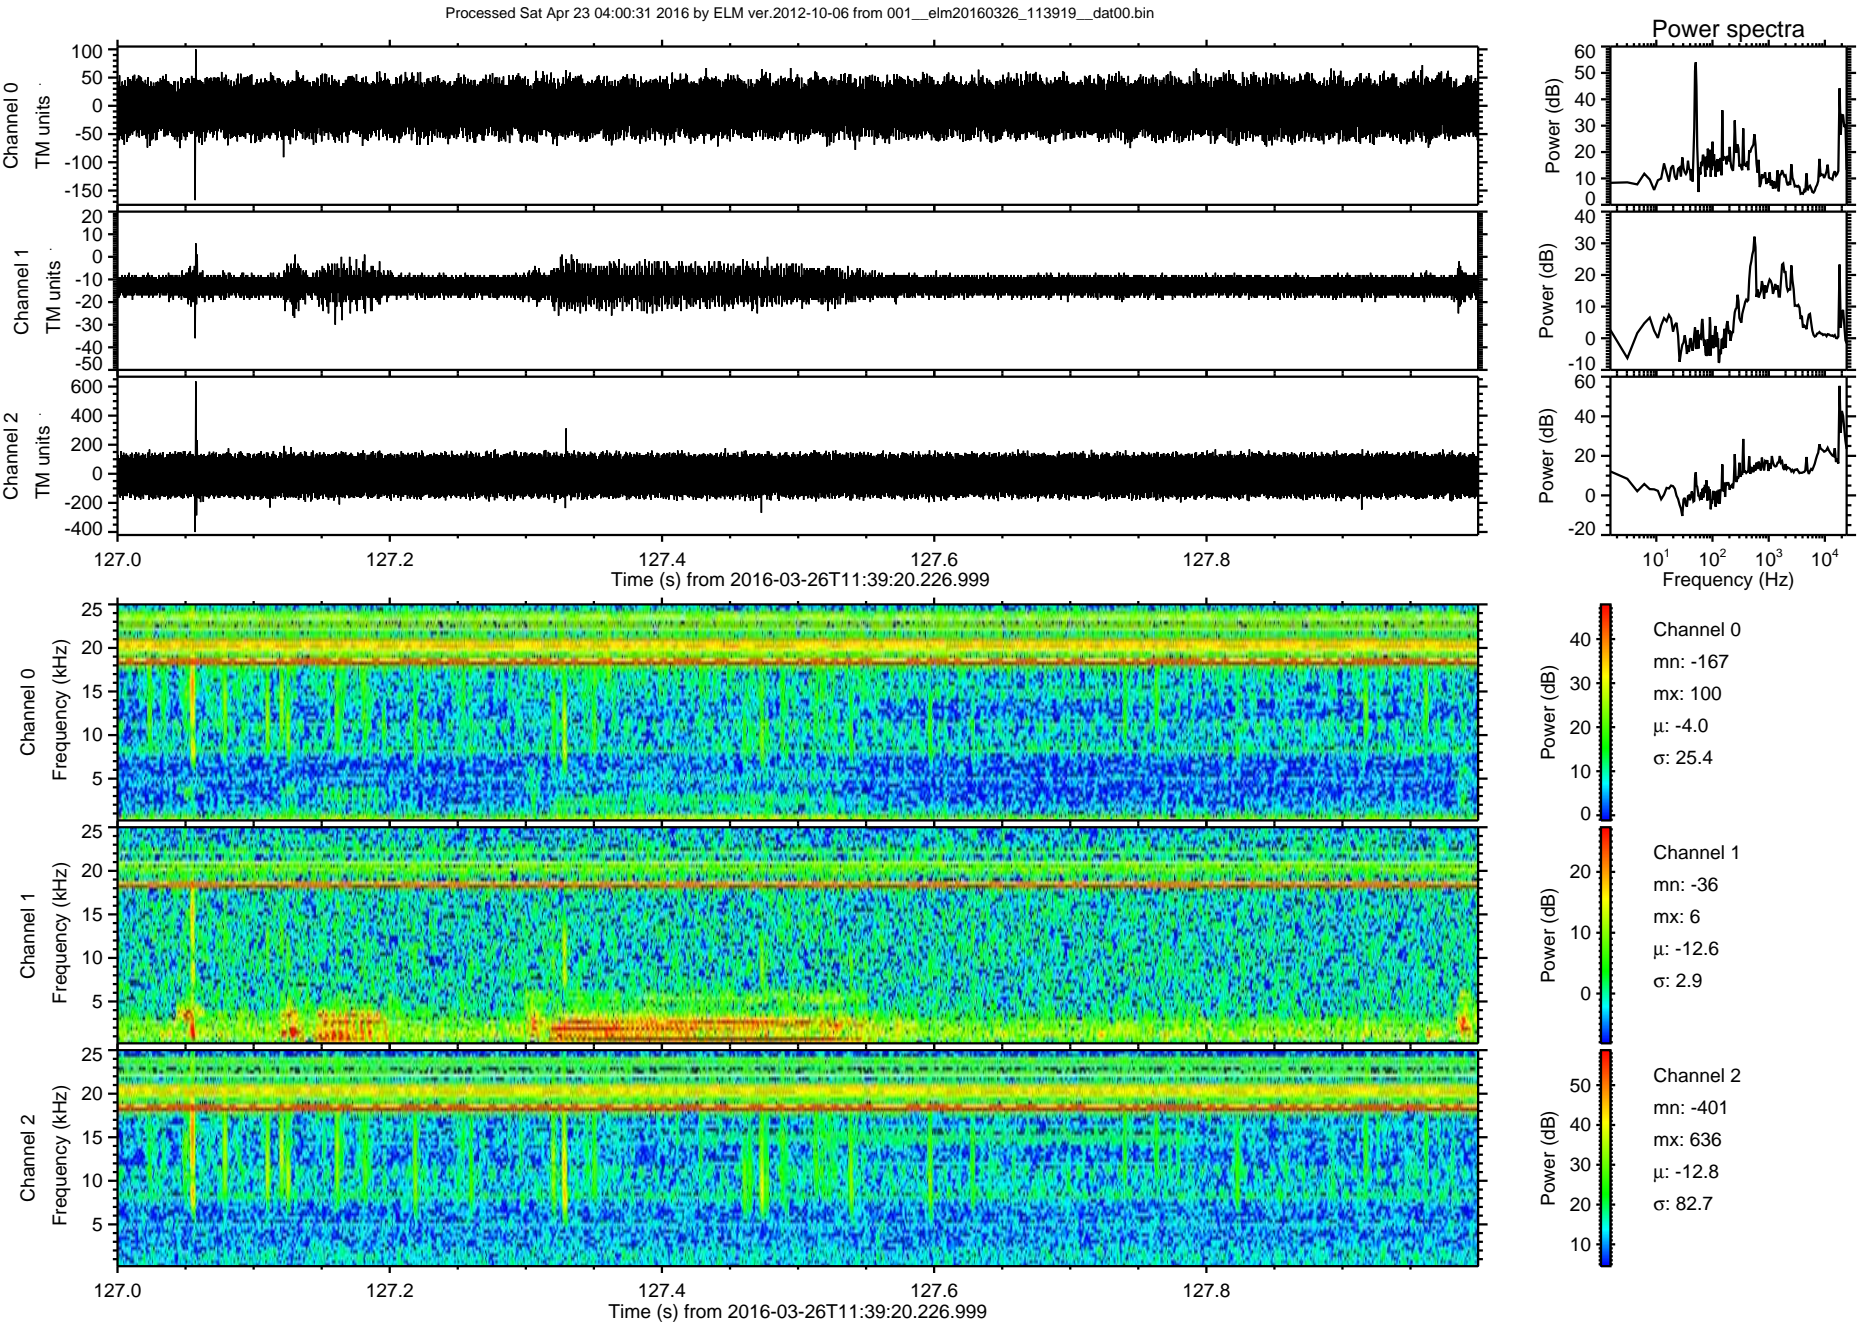 Processed Sat Apr 23 04:00:31 2016 by ELM ver.2012-10-06 from 001__elm20160326_113919__dat00.bin
Power spectra
Channel 0
TM units
100
50
0
-50
-100
-150
Power (dB)
60
50
40
30
20
10
0
Channel 1
TM units
20
10
0
-10
-20
-30
-40
-50
Power (dB)
40
30
20
10
0
-10
Channel 2
TM units
600
400
200
0
-200
-400
Power (dB)
60
40
20
0
-20
127.0 127.2 127.4 127.6 127.8
Time (s) from 2016-03-26T11:39:20.226.999
10¹ 10² 10³ 10⁴
Frequency (Hz)
Channel 0
Frequency (kHz)
25
20
15
10
5
Power (dB)
40
30
20
10
0
Channel 0
mn: -167
mx: 100
μ: -4.0
σ: 25.4
Channel 1
Frequency (kHz)
25
20
15
10
5
Power (dB)
20
10
0
Channel 1
mn: -36
mx: 6
μ: -12.6
σ: 2.9
Channel 2
Frequency (kHz)
25
20
15
10
5
Power (dB)
50
40
30
20
10
Channel 2
mn: -401
mx: 636
μ: -12.8
σ: 82.7
127.0 127.2 127.4 127.6 127.8
Time (s) from 2016-03-26T11:39:20.226.999